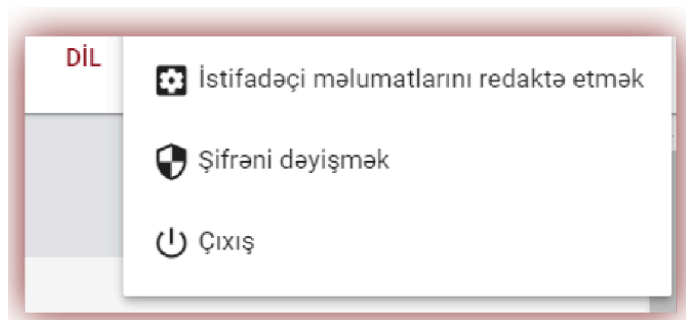 DİL
İstifadəçi məlumatlarını redaktə etmək
Şifrəni dəyişmək
Çıxış